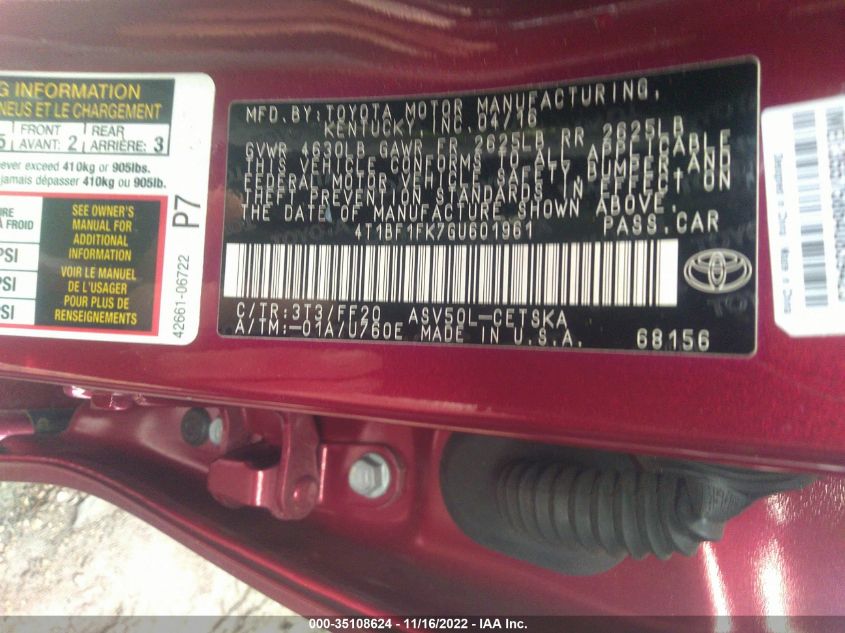 G INFORMATION
NEUS ET LE CHARGEMENT
5 FRONT AVANT: 2 REAR ARRIÈRE: 3
ever exceed 410kg or 905lbs.
jamais dépasser 410kg ou 905lb.
SEE OWNER'S
MANUAL FOR
ADDITIONAL
INFORMATION
VOIR LE MANUEL
DE L'USAGER
POUR PLUS DE
RENSEIGNEMENTS
IRE
PSI
PSI
PSI
P7
42661-06722
MFD. BY: TOYOTA MOTOR MANUFACTURING,
KENTUCKY, INC. 04/16
GVWR 4630LB GAWR FR 2625LB RR 2625LB
THIS VEHICLE CONFORMS TO ALL APPLICABLE
FEDERAL MOTOR VEHICLE SAFETY, BUMPER AND
THEFT PREVENTION STANDARDS IN EFFECT ON
THE DATE OF MANUFACTURE SHOWN ABOVE.
4T1BF1FK7GU601961 PASS.CAR
C/TR: 3T3/FF20 ASV50L-CETSKA
A/TM:-01A/U760E MADE IN U.S.A. 68156
TOYOTA
000-35108624 - 11/16/2022 - IAA Inc.